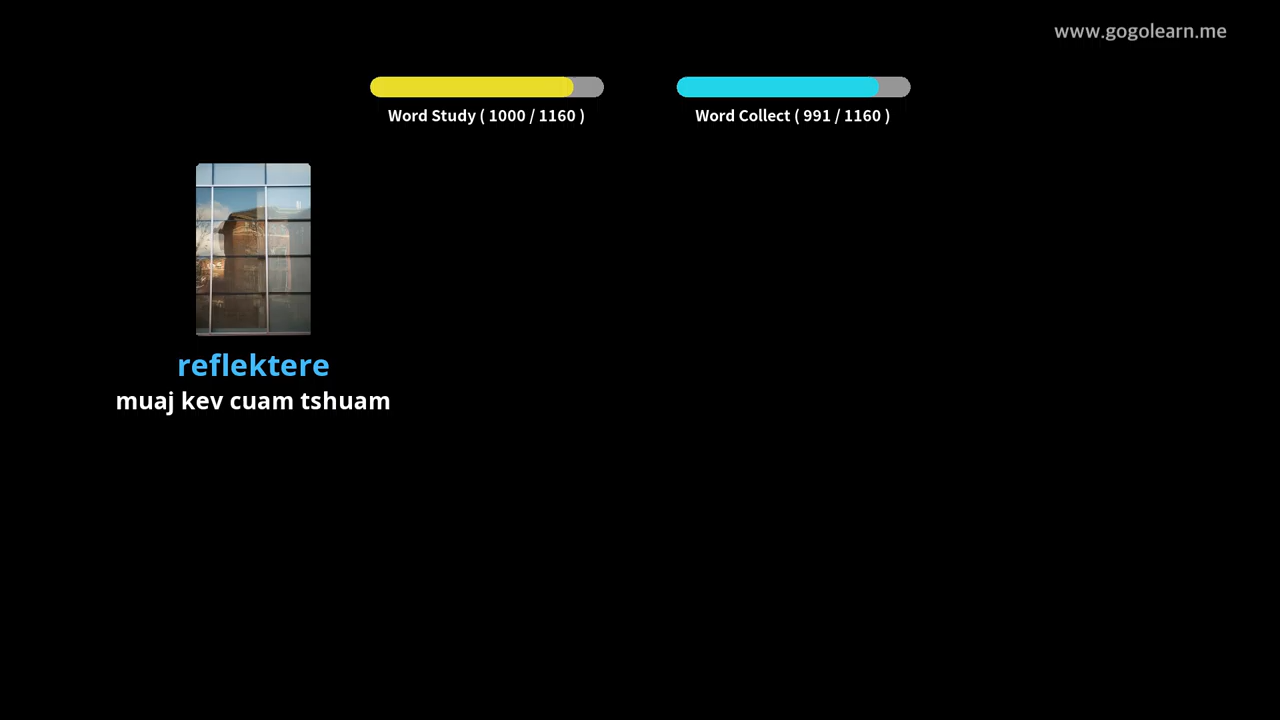 www.gogolearn.me
Word Study ( 1000 / 1160 )
Word Collect ( 991 / 1160 )
reflektere
muaj kev cuam tshuam